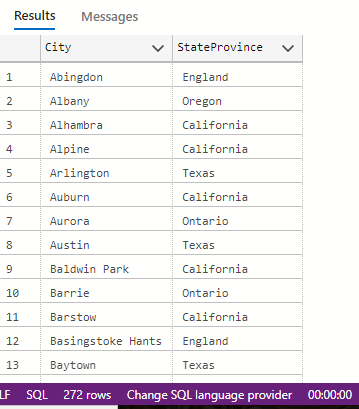 Results Messages
City StateProvince
1 Abingdon England
2 Albany Oregon
3 Alhambra California
4 Alpine California
5 Arlington Texas
6 Auburn California
7 Aurora Ontario
8 Austin Texas
9 Baldwin Park California
10 Barrie Ontario
11 Barstow California
12 Basingstoke Hants England
13 Baytown Texas
LF SQL 272 rows Change SQL language provider 00:00:00